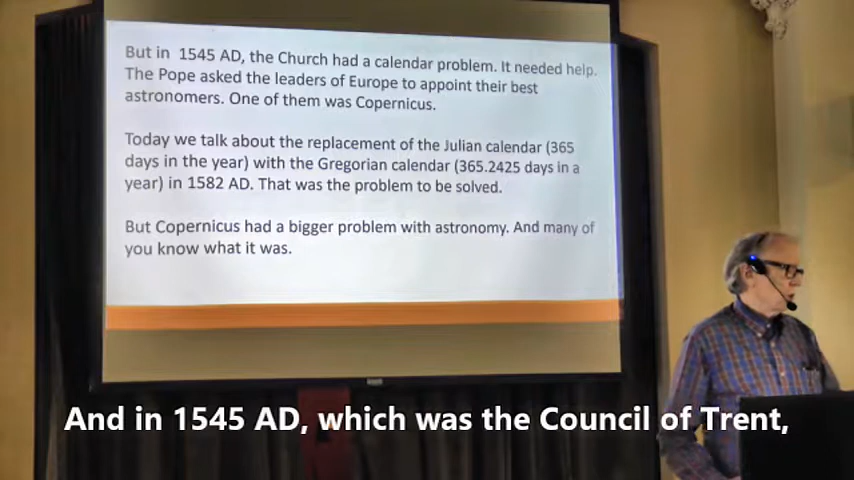 But in 1545 AD, the Church had a calendar problem. It needed help.
The Pope asked the leaders of Europe to appoint their best
astronomers. One of them was Copernicus.
Today we talk about the replacement of the Julian calendar (365
days in the year) with the Gregorian calendar (365.2425 days in a
year) in 1582 AD. That was the problem to be solved.
But Copernicus had a bigger problem with astronomy. And many of
you know what it was.
And in 1545 AD, which was the Council of Trent,